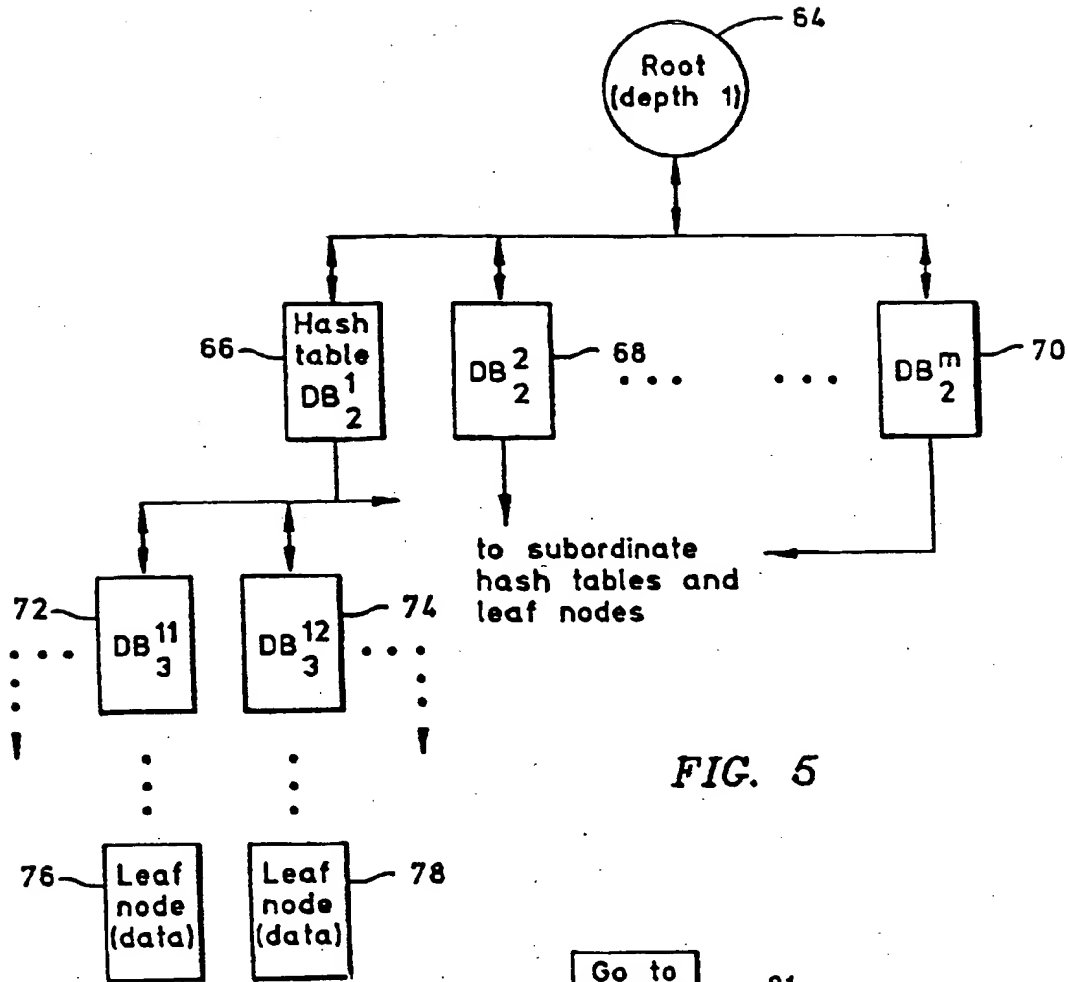 64
Root
(depth 1)
Hash
table
DB 1 2
66
DB 2 2
68
DB m 2
70
to subordinate
hash tables and
leaf nodes
72
DB 11 3
74
DB 12 3
FIG. 5
76
Leaf
node
(data)
Leaf
node
(data)
78
Go to